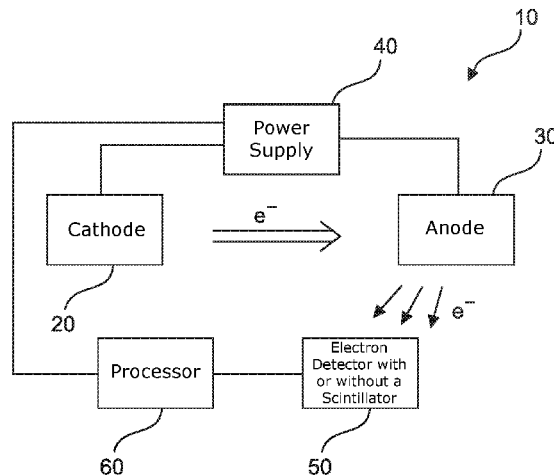 10
40
Power
Supply
30
Cathode
e⁻
Anode
20
e⁻
Processor
Electron
Detector with
or without a
Scintillator
60
50